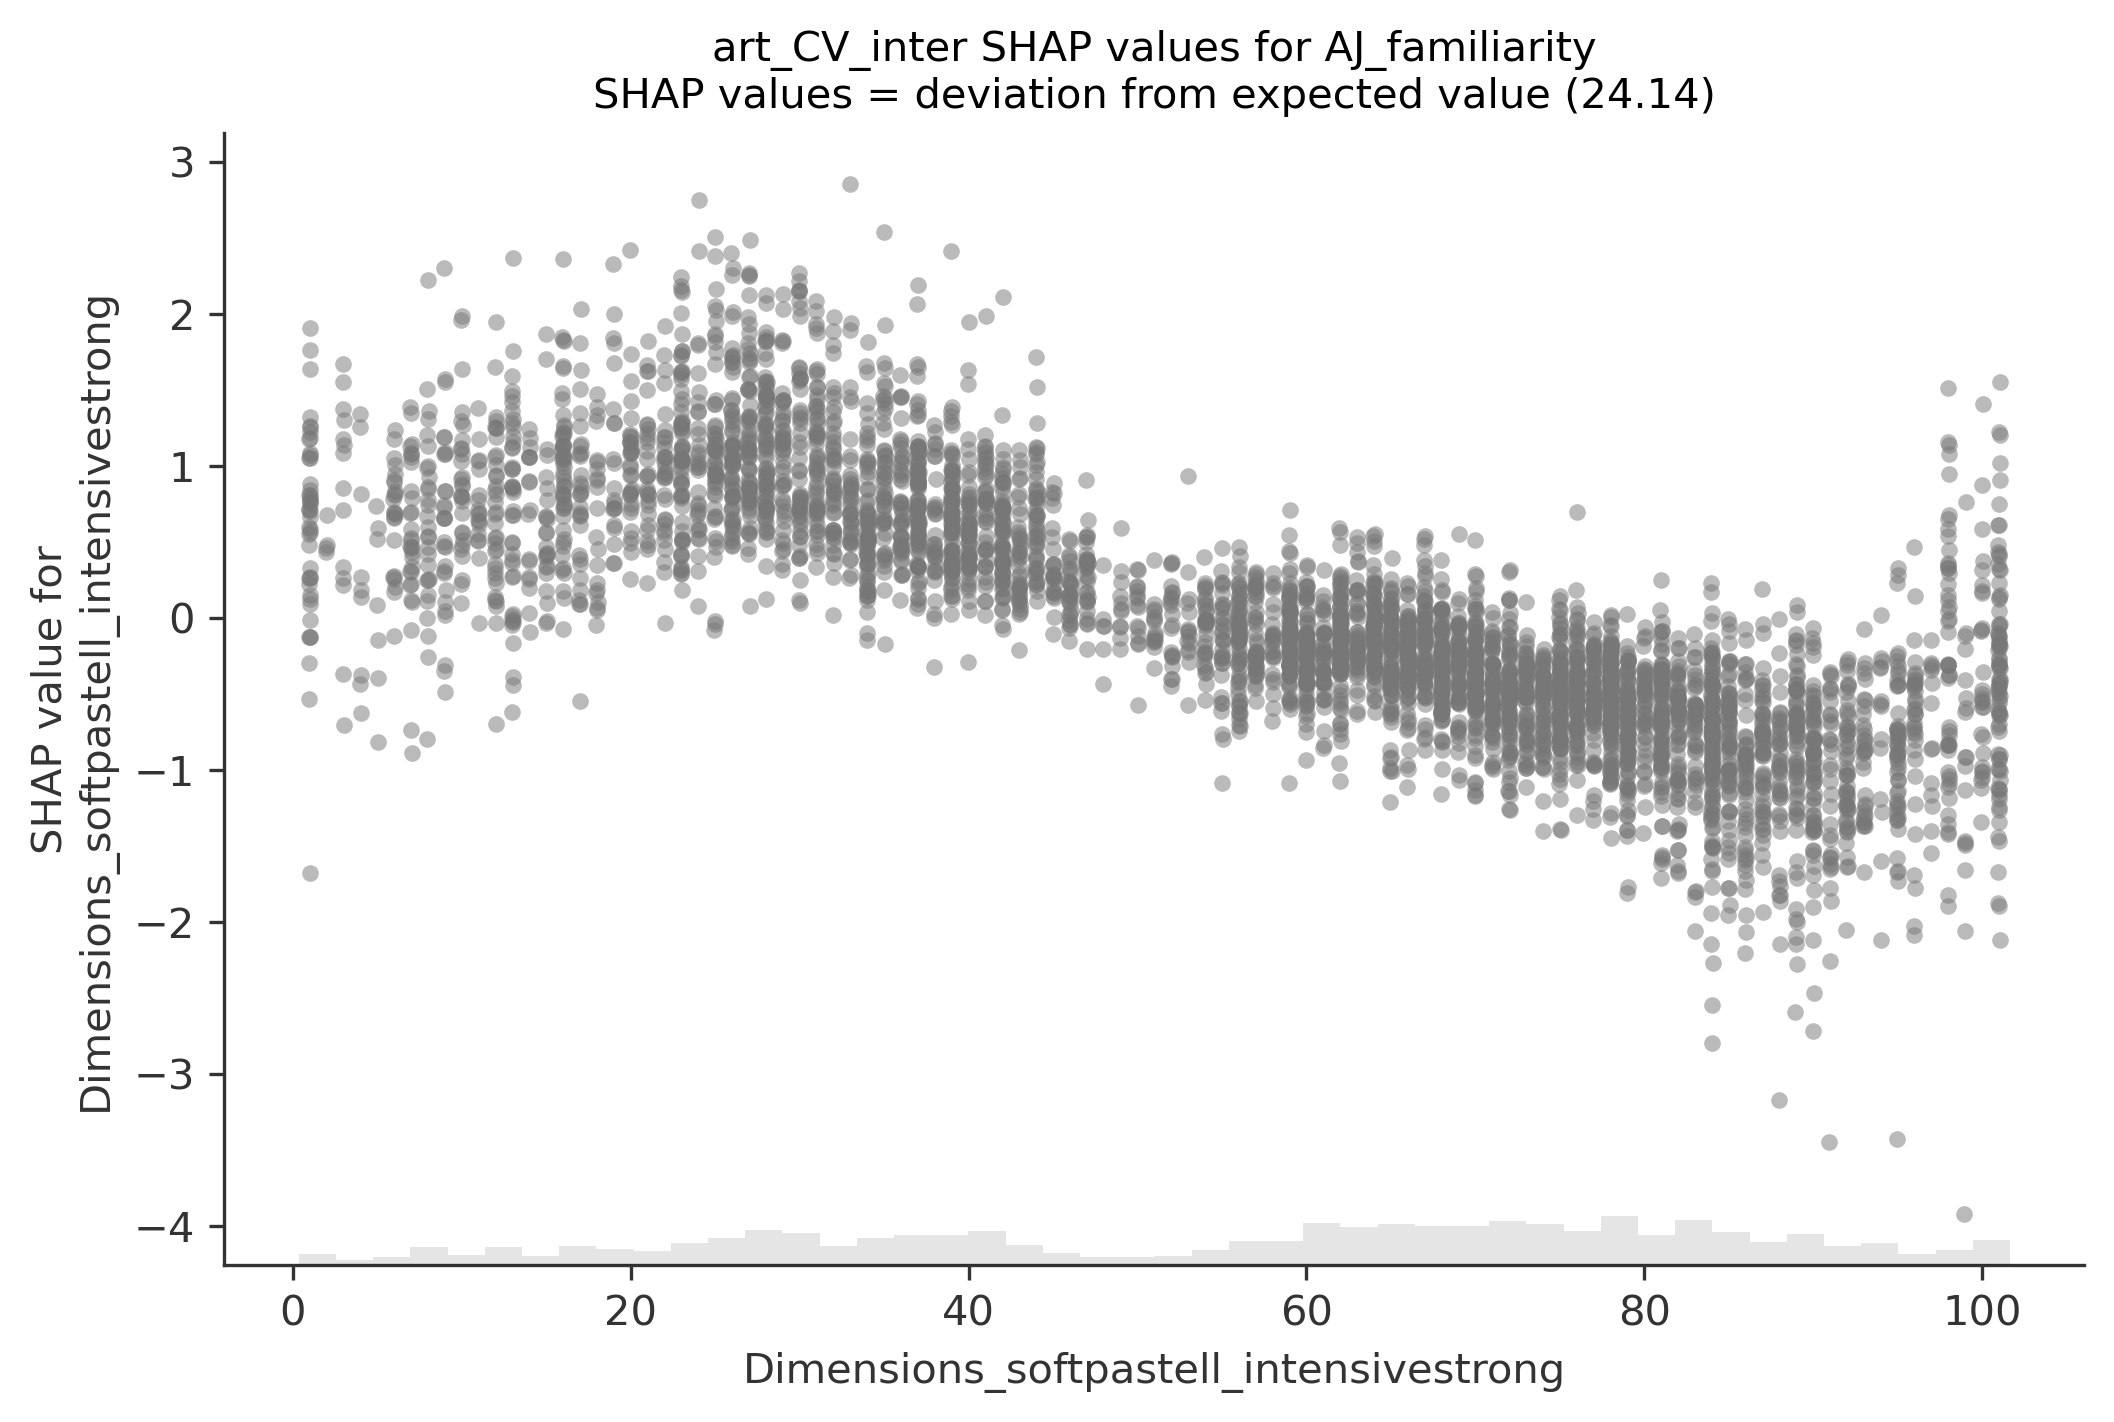 art_CV_inter SHAP values for AJ_familiarity
SHAP values = deviation from expected value (24.14)
SHAP value for
Dimensions_softpastell_intensivestrong
3
2
1
0
−1
−2
−3
−4
0 20 40 60 80 100
Dimensions_softpastell_intensivestrong